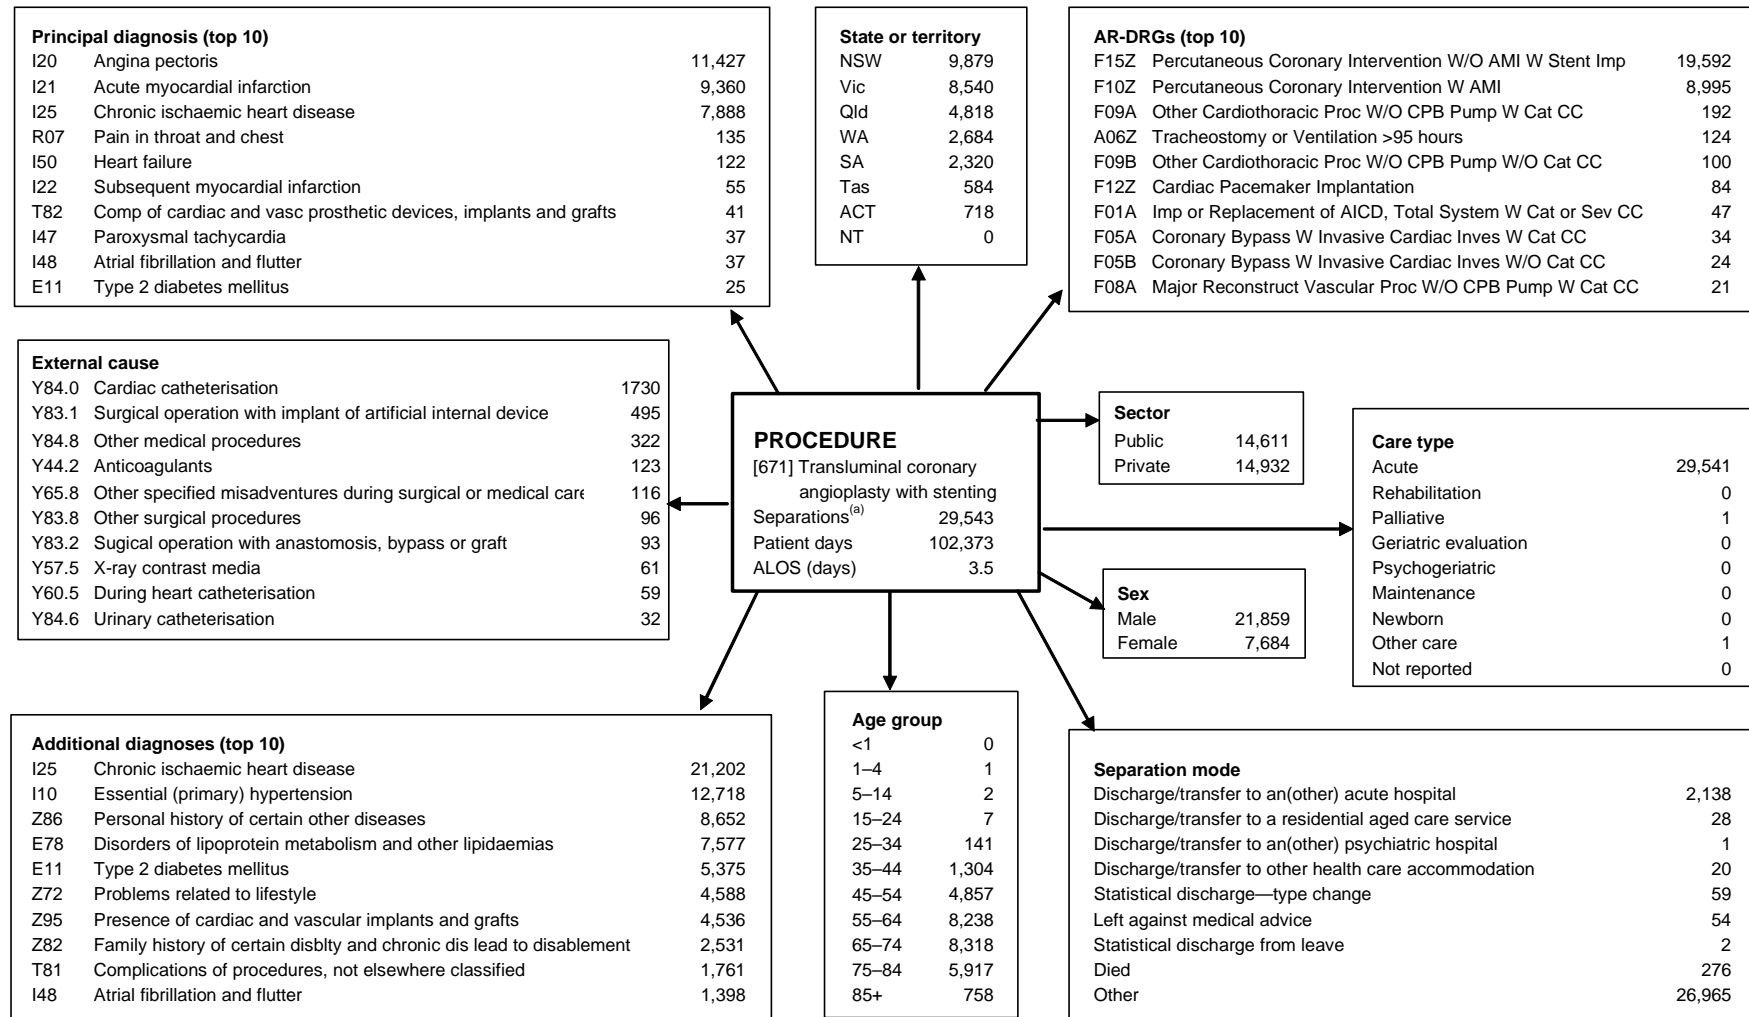 Principal diagnosis (top 10)
I20 Angina pectoris 11,427
I21 Acute myocardial infarction 9,360
I25 Chronic ischaemic heart disease 7,888
R07 Pain in throat and chest 135
I50 Heart failure 122
I22 Subsequent myocardial infarction 55
T82 Comp of cardiac and vasc prosthetic devices, implants and grafts 41
I47 Paroxysmal tachycardia 37
I48 Atrial fibrillation and flutter 37
E11 Type 2 diabetes mellitus 25
State or territory
NSW 9,879
Vic 8,540
Qld 4,818
WA 2,684
SA 2,320
Tas 584
ACT 718
NT 0
AR-DRGs (top 10)
F15Z Percutaneous Coronary Intervention W/O AMI W Stent Imp 19,592
F10Z Percutaneous Coronary Intervention W AMI 8,995
F09A Other Cardiothoracic Proc W/O CPB Pump W Cat CC 192
A06Z Tracheostomy or Ventilation >95 hours 124
F09B Other Cardiothoracic Proc W/O CPB Pump W/O Cat CC 100
F12Z Cardiac Pacemaker Implantation 84
F01A Imp or Replacement of AICD, Total System W Cat or Sev CC 47
F05A Coronary Bypass W Invasive Cardiac Inves W Cat CC 34
F05B Coronary Bypass W Invasive Cardiac Inves W/O Cat CC 24
F08A Major Reconstruct Vascular Proc W/O CPB Pump W Cat CC 21
External cause
Y84.0 Cardiac catheterisation 1730
Y83.1 Surgical operation with implant of artificial internal device 495
Y84.8 Other medical procedures 322
Y44.2 Anticoagulants 123
Y65.8 Other specified misadventures during surgical or medical care 116
Y83.8 Other surgical procedures 96
Y83.2 Sugical operation with anastomosis, bypass or graft 93
Y57.5 X-ray contrast media 61
Y60.5 During heart catheterisation 59
Y84.6 Urinary catheterisation 32
PROCEDURE
[671] Transluminal coronary
angioplasty with stenting
Separations(a) 29,543
Patient days 102,373
ALOS (days) 3.5
Sector
Public 14,611
Private 14,932
Care type
Acute 29,541
Rehabilitation 0
Palliative 1
Geriatric evaluation 0
Psychogeriatric 0
Maintenance 0
Newborn 0
Other care 1
Not reported 0
Sex
Male 21,859
Female 7,684
Additional diagnoses (top 10)
I25 Chronic ischaemic heart disease 21,202
I10 Essential (primary) hypertension 12,718
Z86 Personal history of certain other diseases 8,652
E78 Disorders of lipoprotein metabolism and other lipidaemias 7,577
E11 Type 2 diabetes mellitus 5,375
Z72 Problems related to lifestyle 4,588
Z95 Presence of cardiac and vascular implants and grafts 4,536
Z82 Family history of certain disblty and chronic dis lead to disablement 2,531
T81 Complications of procedures, not elsewhere classified 1,761
I48 Atrial fibrillation and flutter 1,398
Age group
<1 0
1–4 1
5–14 2
15–24 7
25–34 141
35–44 1,304
45–54 4,857
55–64 8,238
65–74 8,318
75–84 5,917
85+ 758
Separation mode
Discharge/transfer to an(other) acute hospital 2,138
Discharge/transfer to a residential aged care service 28
Discharge/transfer to an(other) psychiatric hospital 1
Discharge/transfer to other health care accommodation 20
Statistical discharge—type change 59
Left against medical advice 54
Statistical discharge from leave 2
Died 276
Other 26,965